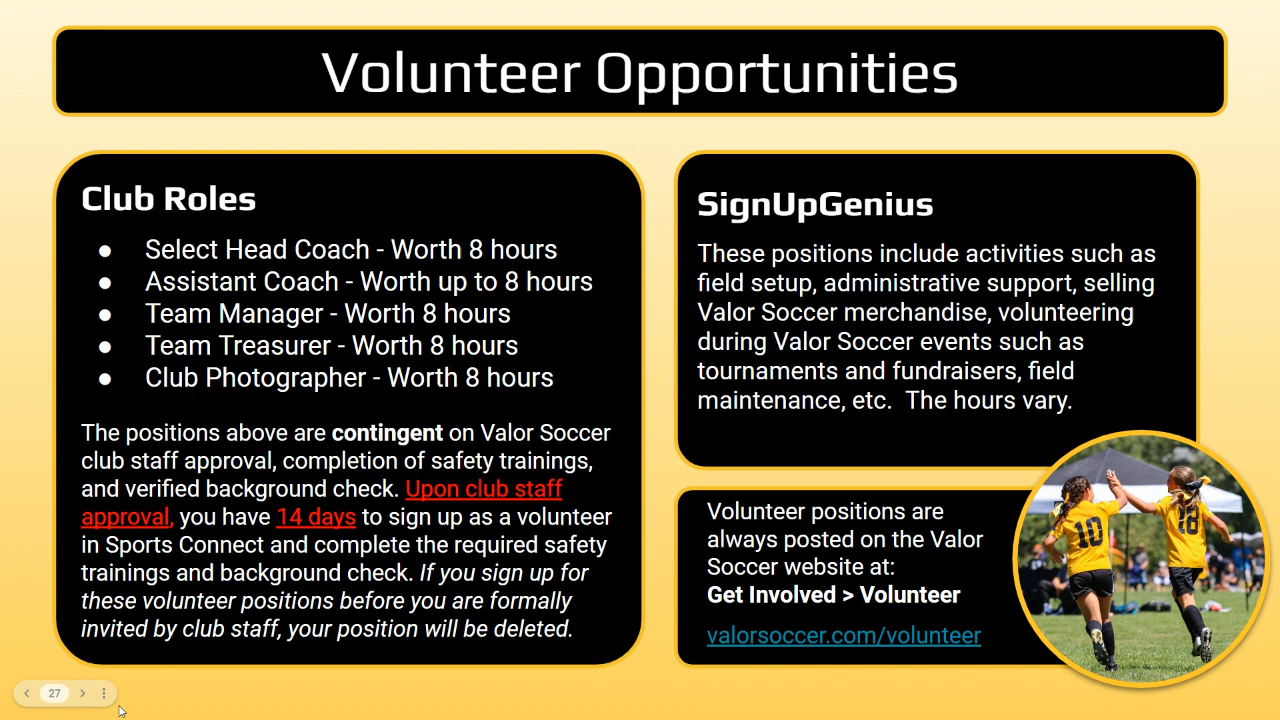 Volunteer Opportunities
Club Roles
● Select Head Coach - Worth 8 hours
● Assistant Coach - Worth up to 8 hours
● Team Manager - Worth 8 hours
● Team Treasurer - Worth 8 hours
● Club Photographer - Worth 8 hours
The positions above are contingent on Valor Soccer
club staff approval, completion of safety trainings,
and verified background check. Upon club staff
approval, you have 14 days to sign up as a volunteer
in Sports Connect and complete the required safety
trainings and background check. If you sign up for
these volunteer positions before you are formally
invited by club staff, your position will be deleted.
SignUpGenius
These positions include activities such as
field setup, administrative support, selling
Valor Soccer merchandise, volunteering
during Valor Soccer events such as
tournaments and fundraisers, field
maintenance, etc.  The hours vary.
Volunteer positions are
always posted on the Valor
Soccer website at:
Get Involved > Volunteer
valorsoccer.com/volunteer
10
18
27